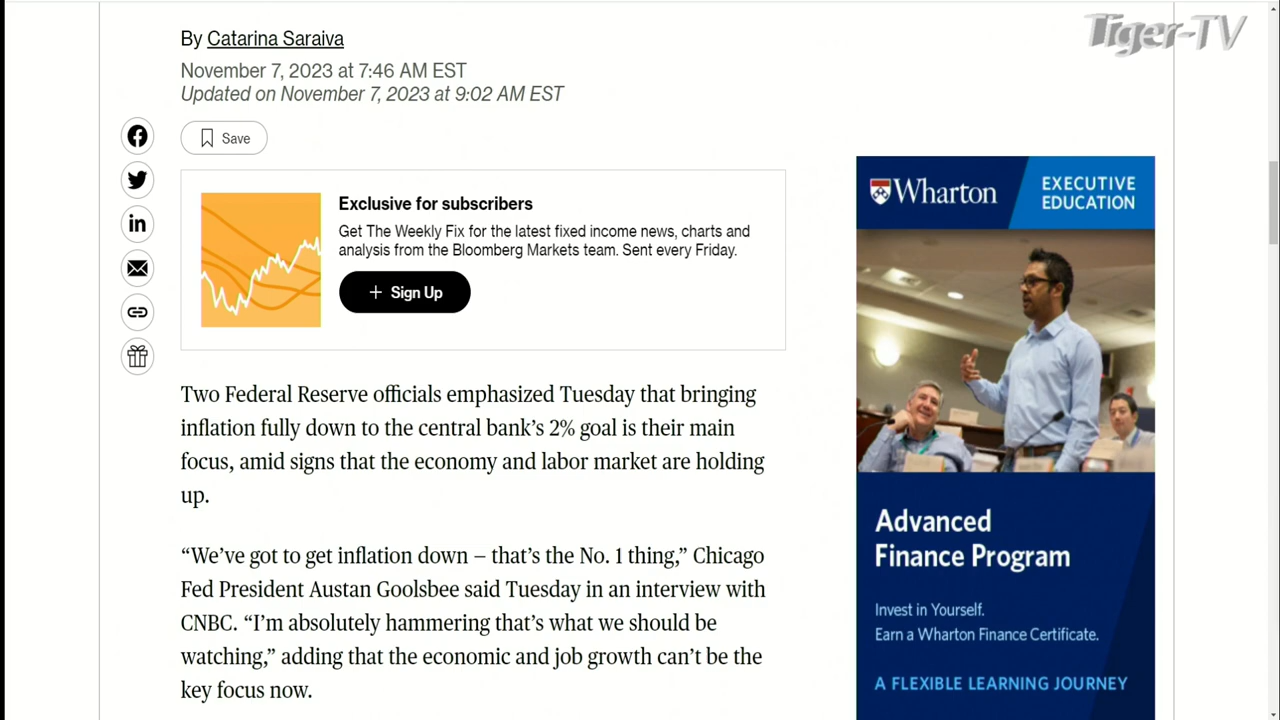 Tiger-TV
By Catarina Saraiva
November 7, 2023 at 7:46 AM EST
Updated on November 7, 2023 at 9:02 AM EST
Save
Exclusive for subscribers
Get The Weekly Fix for the latest fixed income news, charts and
analysis from the Bloomberg Markets team. Sent every Friday.
+ Sign Up
Two Federal Reserve officials emphasized Tuesday that bringing
inflation fully down to the central bank’s 2% goal is their main
focus, amid signs that the economy and labor market are holding
up.
“We’ve got to get inflation down – that’s the No. 1 thing,” Chicago
Fed President Austan Goolsbee said Tuesday in an interview with
CNBC. “I’m absolutely hammering that’s what we should be
watching,” adding that the economic and job growth can’t be the
key focus now.
Wharton
EXECUTIVE
EDUCATION
Advanced
Finance Program
Invest in Yourself.
Earn a Wharton Finance Certificate.
A FLEXIBLE LEARNING JOURNEY